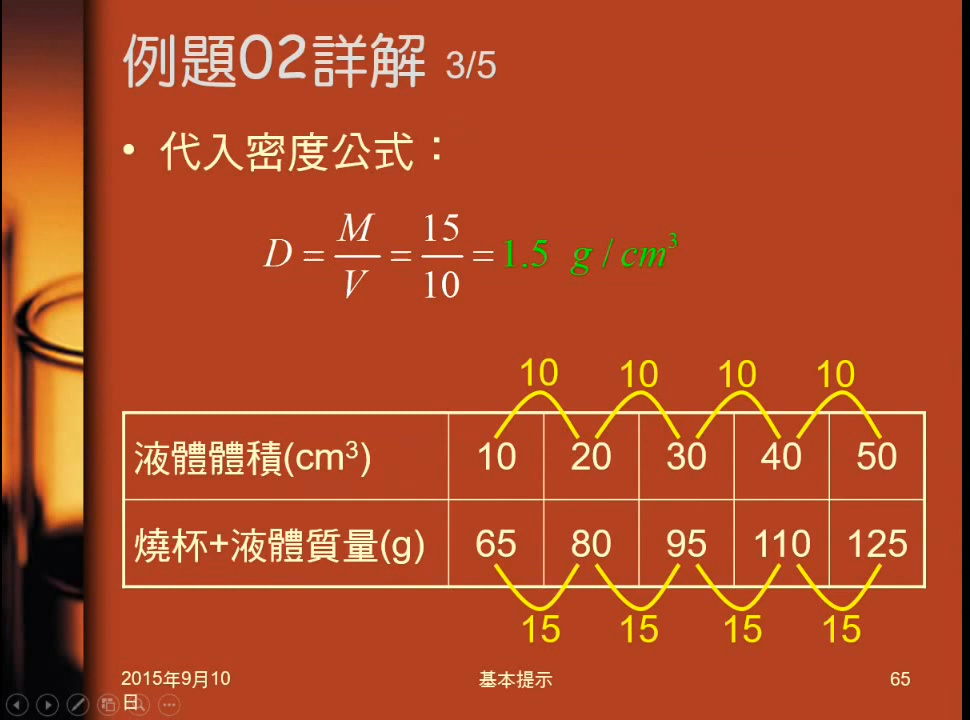 例題02詳解 3/5
• 代入密度公式：
D = M/V = 15/10 = 1.5 g/cm³
10 10 10 10
液體體積(cm³) 10 20 30 40 50
燒杯+液體質量(g) 65 80 95 110 125
15 15 15 15
2015年9月10
日
基本提示
65